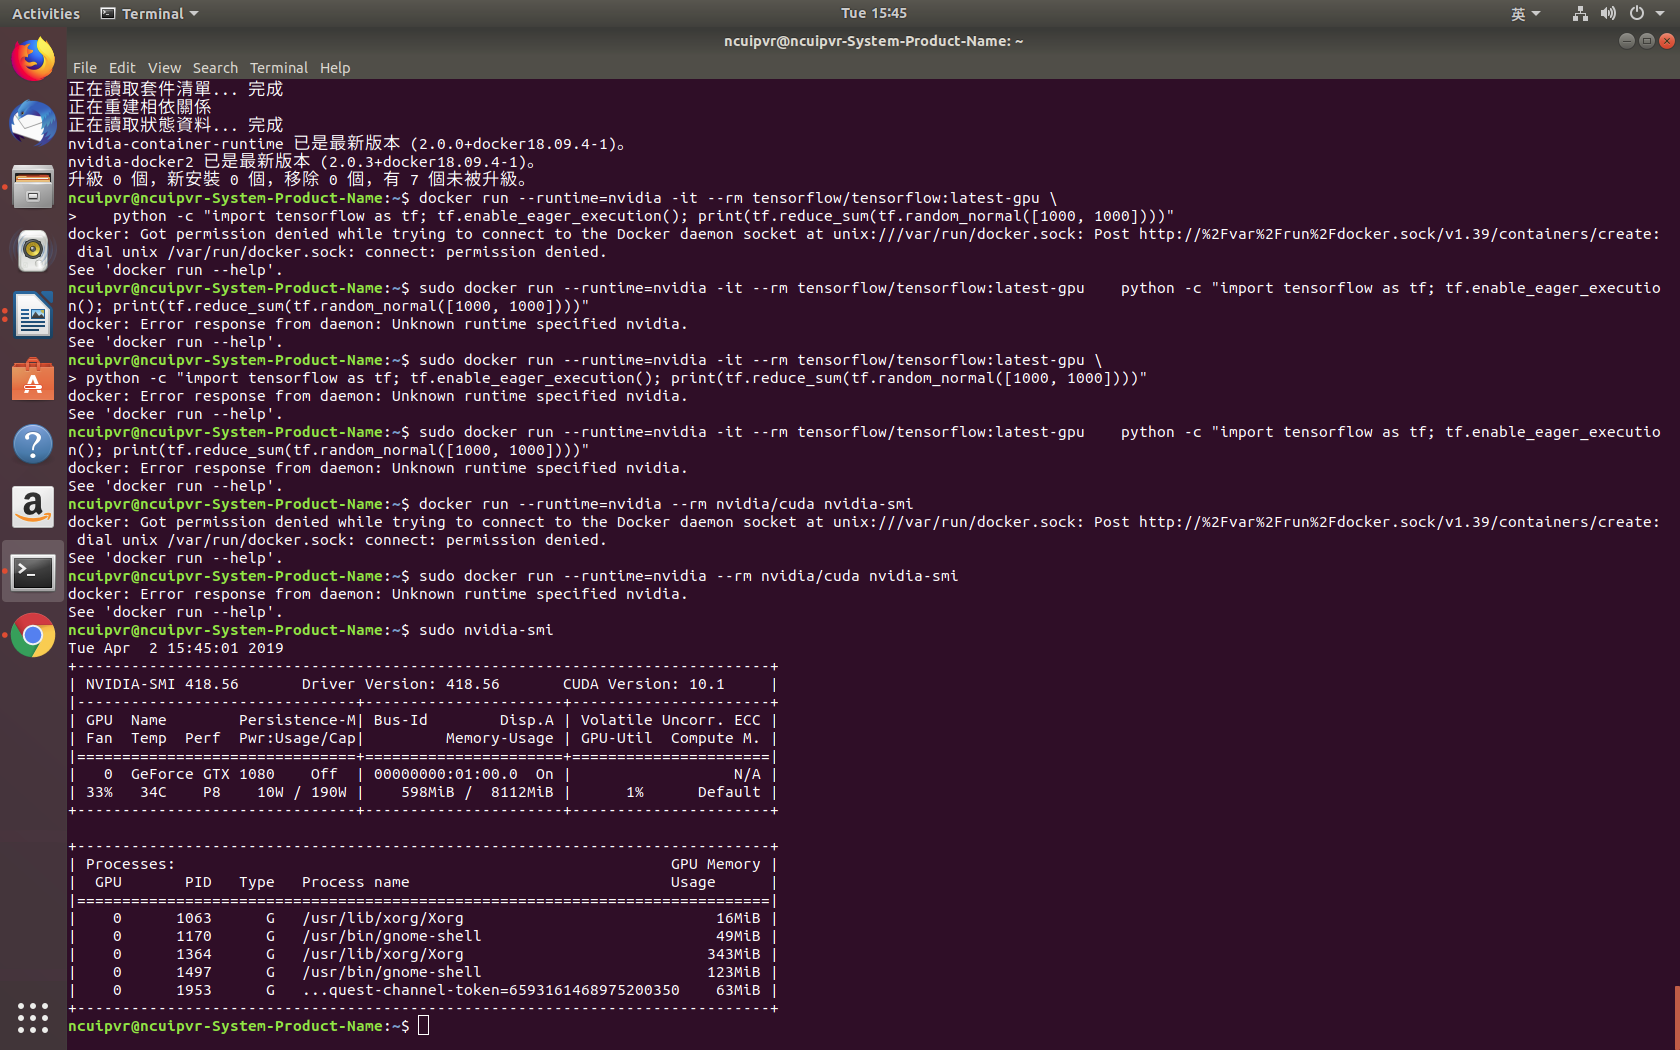 Activities Terminal Tue 15:45 英
ncuipvr@ncuipvr-System-Product-Name: ~
File Edit View Search Terminal Help
正在讀取套件清單... 完成
正在重建相依關係
正在讀取狀態資料... 完成
nvidia-container-runtime 已是最新版本 (2.0.0+docker18.09.4-1)。
nvidia-docker2 已是最新版本 (2.0.3+docker18.09.4-1)。
升級 0 個，新安裝 0 個，移除 0 個，有 7 個未被升級。
ncuipvr@ncuipvr-System-Product-Name:~$ docker run --runtime=nvidia -it --rm tensorflow/tensorflow:latest-gpu \
>    python -c "import tensorflow as tf; tf.enable_eager_execution(); print(tf.reduce_sum(tf.random_normal([1000, 1000])))"
docker: Got permission denied while trying to connect to the Docker daemon socket at unix:///var/run/docker.sock: Post http://%2Fvar%2Frun%2Fdocker.sock/v1.39/containers/create:
 dial unix /var/run/docker.sock: connect: permission denied.
See 'docker run --help'.
ncuipvr@ncuipvr-System-Product-Name:~$ sudo docker run --runtime=nvidia -it --rm tensorflow/tensorflow:latest-gpu    python -c "import tensorflow as tf; tf.enable_eager_executio
n(); print(tf.reduce_sum(tf.random_normal([1000, 1000])))"
docker: Error response from daemon: Unknown runtime specified nvidia.
See 'docker run --help'.
ncuipvr@ncuipvr-System-Product-Name:~$ sudo docker run --runtime=nvidia -it --rm tensorflow/tensorflow:latest-gpu \
> python -c "import tensorflow as tf; tf.enable_eager_execution(); print(tf.reduce_sum(tf.random_normal([1000, 1000])))"
docker: Error response from daemon: Unknown runtime specified nvidia.
See 'docker run --help'.
ncuipvr@ncuipvr-System-Product-Name:~$ sudo docker run --runtime=nvidia -it --rm tensorflow/tensorflow:latest-gpu    python -c "import tensorflow as tf; tf.enable_eager_executio
n(); print(tf.reduce_sum(tf.random_normal([1000, 1000])))"
docker: Error response from daemon: Unknown runtime specified nvidia.
See 'docker run --help'.
ncuipvr@ncuipvr-System-Product-Name:~$ docker run --runtime=nvidia --rm nvidia/cuda nvidia-smi
docker: Got permission denied while trying to connect to the Docker daemon socket at unix:///var/run/docker.sock: Post http://%2Fvar%2Frun%2Fdocker.sock/v1.39/containers/create:
 dial unix /var/run/docker.sock: connect: permission denied.
See 'docker run --help'.
ncuipvr@ncuipvr-System-Product-Name:~$ sudo docker run --runtime=nvidia --rm nvidia/cuda nvidia-smi
docker: Error response from daemon: Unknown runtime specified nvidia.
See 'docker run --help'.
ncuipvr@ncuipvr-System-Product-Name:~$ sudo nvidia-smi
Tue Apr  2 15:45:01 2019
+-----------------------------------------------------------------------------+
| NVIDIA-SMI 418.56       Driver Version: 418.56       CUDA Version: 10.1     |
|-------------------------------+----------------------+----------------------+
| GPU  Name        Persistence-M| Bus-Id        Disp.A | Volatile Uncorr. ECC |
| Fan  Temp  Perf  Pwr:Usage/Cap|         Memory-Usage | GPU-Util  Compute M. |
|===============================+======================+======================|
|   0  GeForce GTX 1080    Off  | 00000000:01:00.0  On |                  N/A |
| 33%   34C    P8    10W / 190W |    598MiB /  8112MiB |      1%      Default |
+-------------------------------+----------------------+----------------------+
+-----------------------------------------------------------------------------+
| Processes:                                                       GPU Memory |
|  GPU       PID   Type   Process name                             Usage      |
|=============================================================================|
|    0      1063      G   /usr/lib/xorg/Xorg                            16MiB |
|    0      1170      G   /usr/bin/gnome-shell                          49MiB |
|    0      1364      G   /usr/lib/xorg/Xorg                           343MiB |
|    0      1497      G   /usr/bin/gnome-shell                         123MiB |
|    0      1953      G   ...quest-channel-token=6593161468975200350    63MiB |
+-----------------------------------------------------------------------------+
ncuipvr@ncuipvr-System-Product-Name:~$